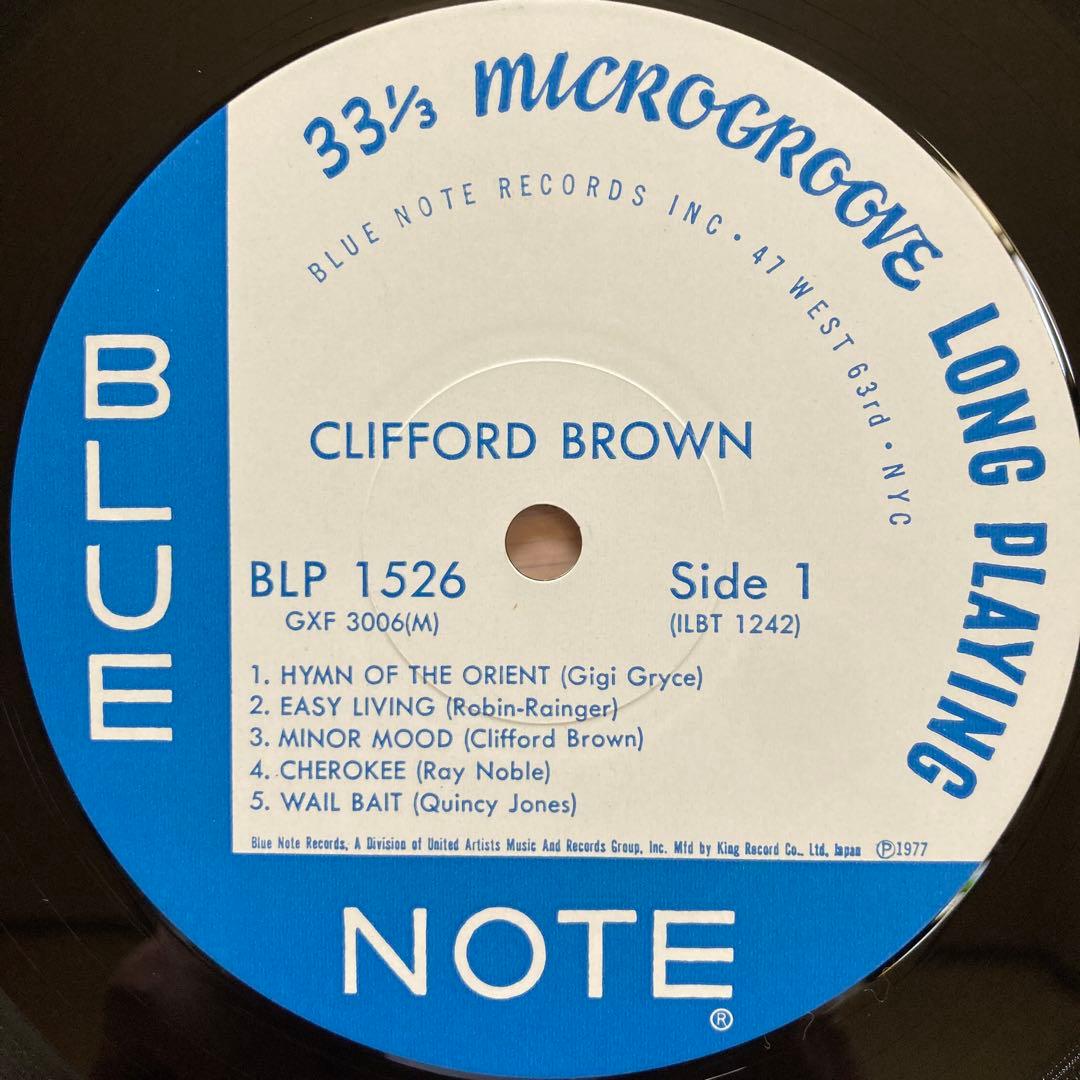 33⅓ MICROGROOVE LONG PLAYING
BLUE NOTE RECORDS INC • 47 WEST 63rd • NYC
BLUE
CLIFFORD BROWN
BLP 1526
GXF 3006(M)
Side 1
(ILBT 1242)
1. HYMN OF THE ORIENT (Gigi Gryce)
2. EASY LIVING (Robin-Rainger)
3. MINOR MOOD (Clifford Brown)
4. CHEROKEE (Ray Noble)
5. WAIL BAIT (Quincy Jones)
Blue Note Records, A Division of United Artists Music And Records Group, Inc. Mfd by King Record Co., Ltd, Japan ℗1977
NOTE
®